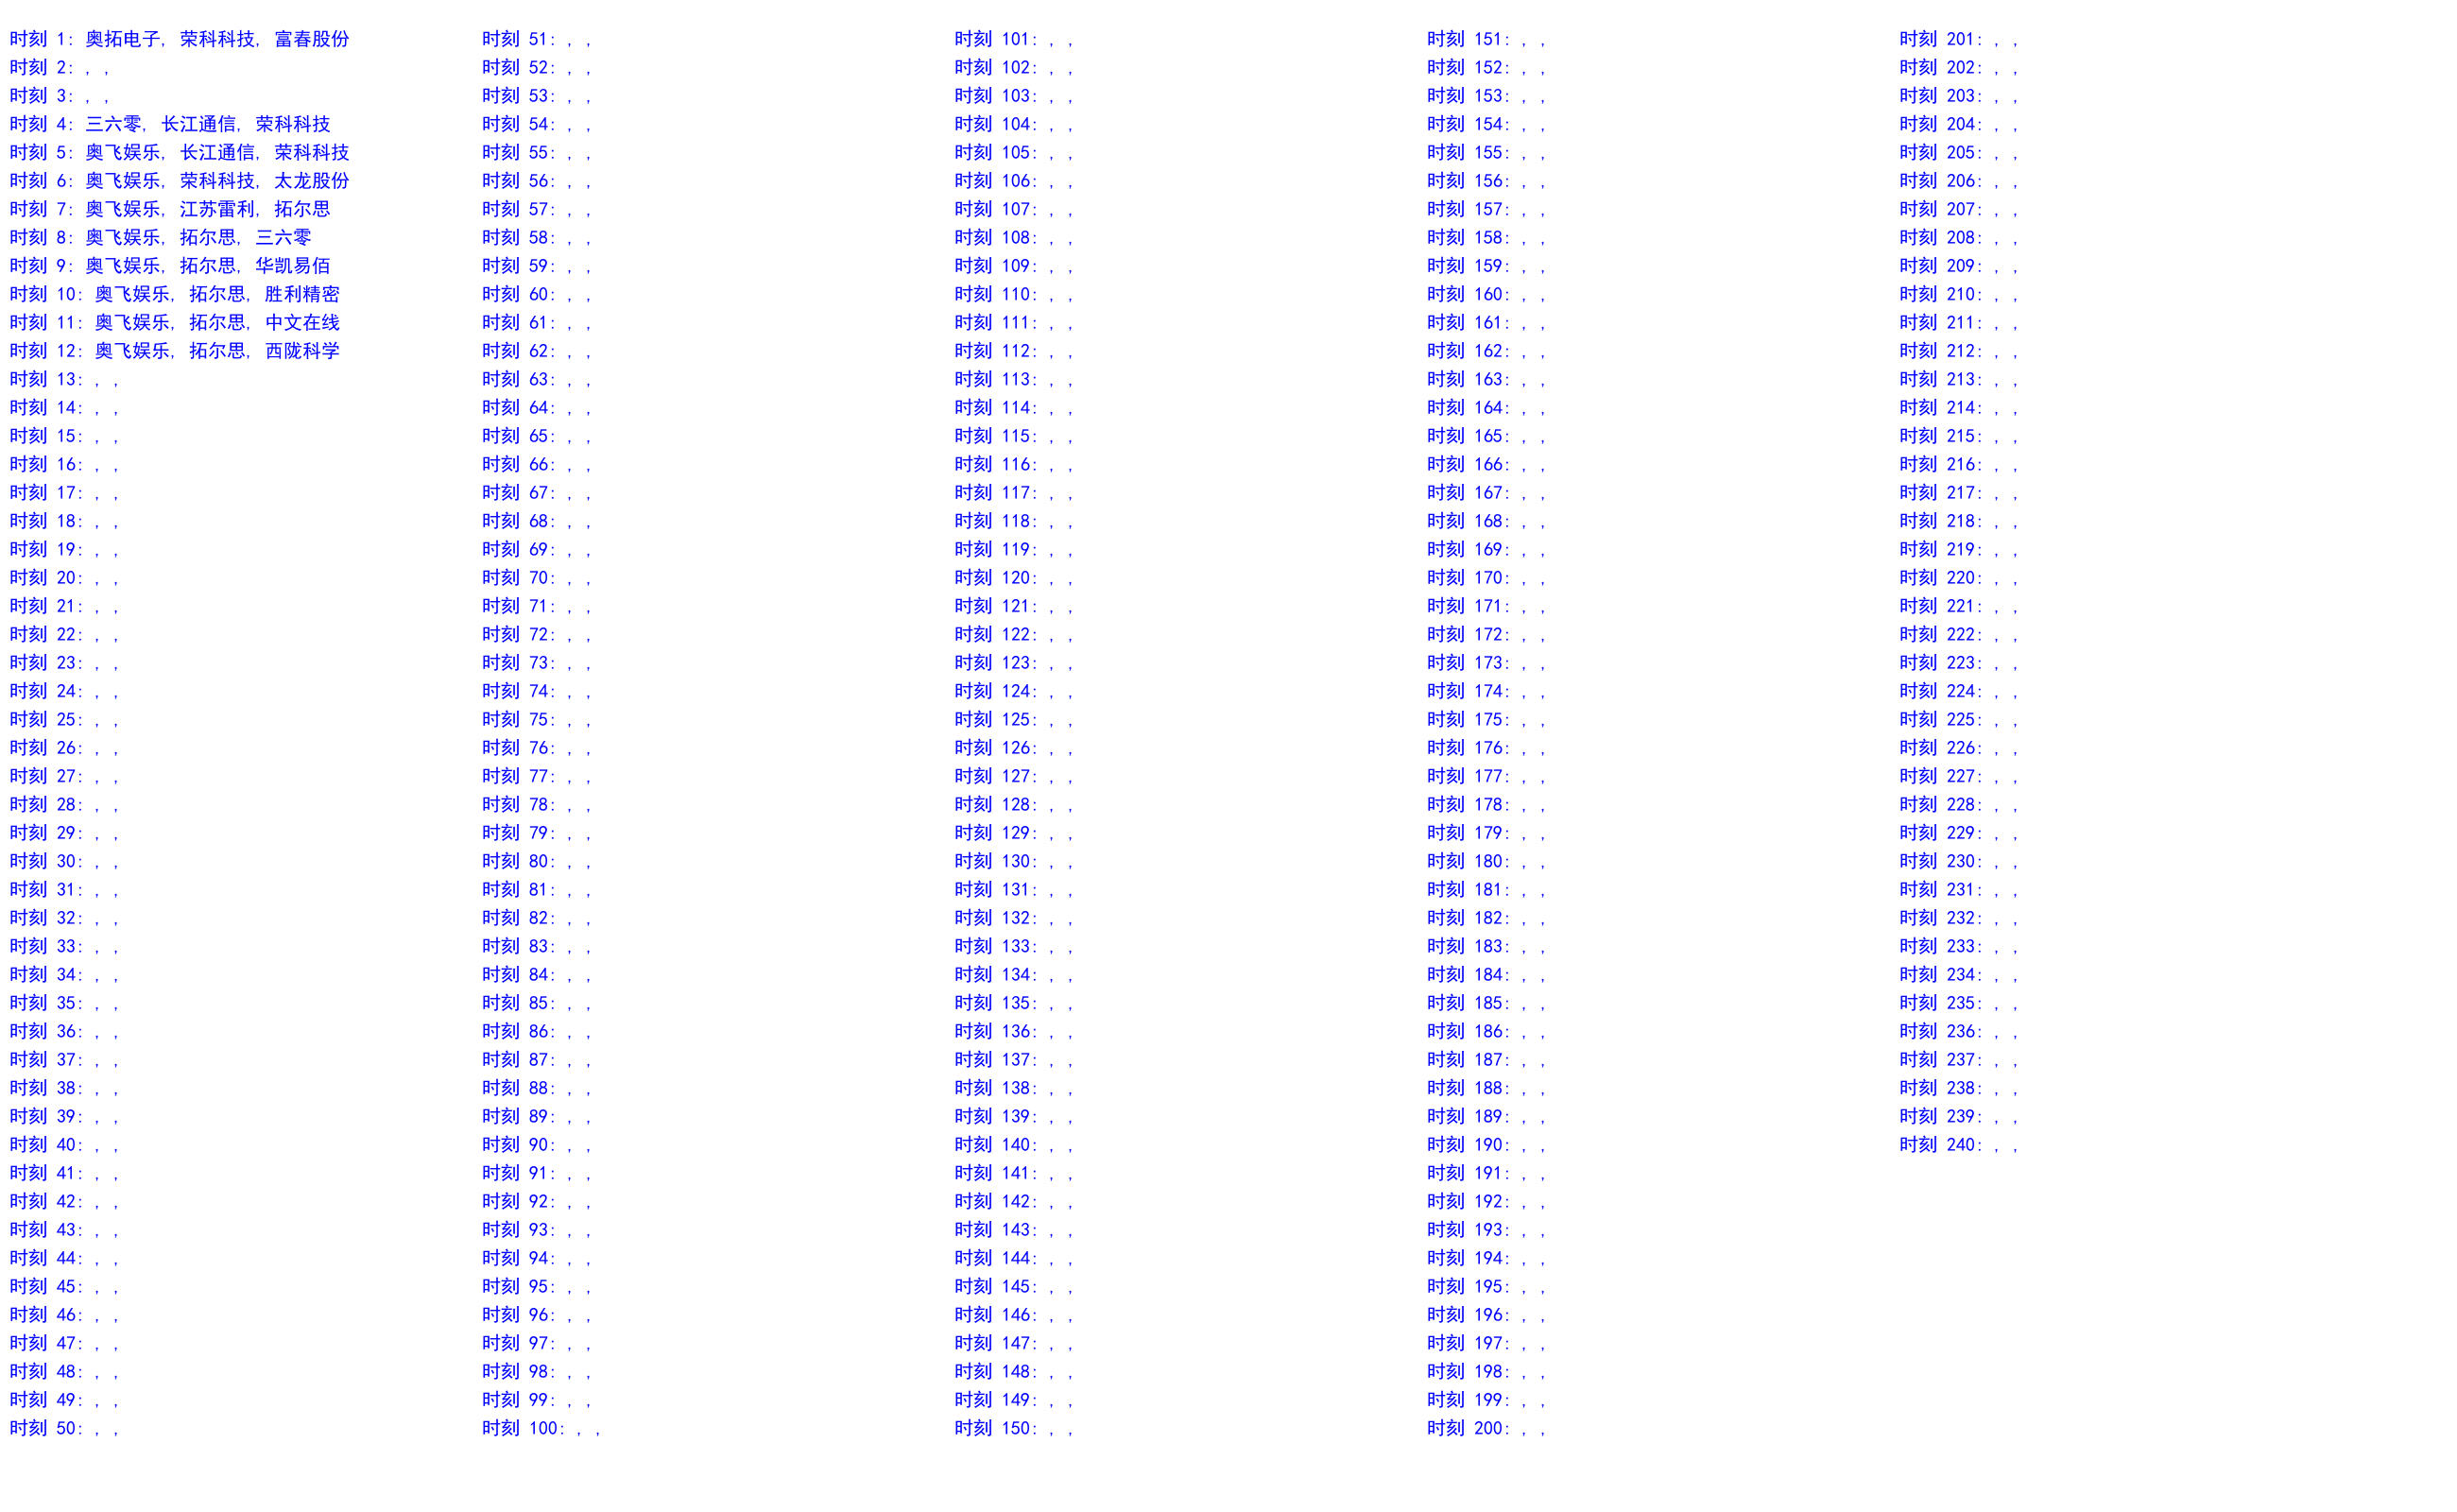 时刻 1: 奥拓电子, 荣科科技, 富春股份
时刻 2: , ,
时刻 3: , ,
时刻 4: 三六零, 长江通信, 荣科科技
时刻 5: 奥飞娱乐, 长江通信, 荣科科技
时刻 6: 奥飞娱乐, 荣科科技, 太龙股份
时刻 7: 奥飞娱乐, 江苏雷利, 拓尔思
时刻 8: 奥飞娱乐, 拓尔思, 三六零
时刻 9: 奥飞娱乐, 拓尔思, 华凯易佰
时刻 10: 奥飞娱乐, 拓尔思, 胜利精密
时刻 11: 奥飞娱乐, 拓尔思, 中文在线
时刻 12: 奥飞娱乐, 拓尔思, 西陇科学
时刻 13: , ,
时刻 14: , ,
时刻 15: , ,
时刻 16: , ,
时刻 17: , ,
时刻 18: , ,
时刻 19: , ,
时刻 20: , ,
时刻 21: , ,
时刻 22: , ,
时刻 23: , ,
时刻 24: , ,
时刻 25: , ,
时刻 26: , ,
时刻 27: , ,
时刻 28: , ,
时刻 29: , ,
时刻 30: , ,
时刻 31: , ,
时刻 32: , ,
时刻 33: , ,
时刻 34: , ,
时刻 35: , ,
时刻 36: , ,
时刻 37: , ,
时刻 38: , ,
时刻 39: , ,
时刻 40: , ,
时刻 41: , ,
时刻 42: , ,
时刻 43: , ,
时刻 44: , ,
时刻 45: , ,
时刻 46: , ,
时刻 47: , ,
时刻 48: , ,
时刻 49: , ,
时刻 50: , ,
时刻 51: , ,
时刻 52: , ,
时刻 53: , ,
时刻 54: , ,
时刻 55: , ,
时刻 56: , ,
时刻 57: , ,
时刻 58: , ,
时刻 59: , ,
时刻 60: , ,
时刻 61: , ,
时刻 62: , ,
时刻 63: , ,
时刻 64: , ,
时刻 65: , ,
时刻 66: , ,
时刻 67: , ,
时刻 68: , ,
时刻 69: , ,
时刻 70: , ,
时刻 71: , ,
时刻 72: , ,
时刻 73: , ,
时刻 74: , ,
时刻 75: , ,
时刻 76: , ,
时刻 77: , ,
时刻 78: , ,
时刻 79: , ,
时刻 80: , ,
时刻 81: , ,
时刻 82: , ,
时刻 83: , ,
时刻 84: , ,
时刻 85: , ,
时刻 86: , ,
时刻 87: , ,
时刻 88: , ,
时刻 89: , ,
时刻 90: , ,
时刻 91: , ,
时刻 92: , ,
时刻 93: , ,
时刻 94: , ,
时刻 95: , ,
时刻 96: , ,
时刻 97: , ,
时刻 98: , ,
时刻 99: , ,
时刻 100: , ,
时刻 101: , ,
时刻 102: , ,
时刻 103: , ,
时刻 104: , ,
时刻 105: , ,
时刻 106: , ,
时刻 107: , ,
时刻 108: , ,
时刻 109: , ,
时刻 110: , ,
时刻 111: , ,
时刻 112: , ,
时刻 113: , ,
时刻 114: , ,
时刻 115: , ,
时刻 116: , ,
时刻 117: , ,
时刻 118: , ,
时刻 119: , ,
时刻 120: , ,
时刻 121: , ,
时刻 122: , ,
时刻 123: , ,
时刻 124: , ,
时刻 125: , ,
时刻 126: , ,
时刻 127: , ,
时刻 128: , ,
时刻 129: , ,
时刻 130: , ,
时刻 131: , ,
时刻 132: , ,
时刻 133: , ,
时刻 134: , ,
时刻 135: , ,
时刻 136: , ,
时刻 137: , ,
时刻 138: , ,
时刻 139: , ,
时刻 140: , ,
时刻 141: , ,
时刻 142: , ,
时刻 143: , ,
时刻 144: , ,
时刻 145: , ,
时刻 146: , ,
时刻 147: , ,
时刻 148: , ,
时刻 149: , ,
时刻 150: , ,
时刻 151: , ,
时刻 152: , ,
时刻 153: , ,
时刻 154: , ,
时刻 155: , ,
时刻 156: , ,
时刻 157: , ,
时刻 158: , ,
时刻 159: , ,
时刻 160: , ,
时刻 161: , ,
时刻 162: , ,
时刻 163: , ,
时刻 164: , ,
时刻 165: , ,
时刻 166: , ,
时刻 167: , ,
时刻 168: , ,
时刻 169: , ,
时刻 170: , ,
时刻 171: , ,
时刻 172: , ,
时刻 173: , ,
时刻 174: , ,
时刻 175: , ,
时刻 176: , ,
时刻 177: , ,
时刻 178: , ,
时刻 179: , ,
时刻 180: , ,
时刻 181: , ,
时刻 182: , ,
时刻 183: , ,
时刻 184: , ,
时刻 185: , ,
时刻 186: , ,
时刻 187: , ,
时刻 188: , ,
时刻 189: , ,
时刻 190: , ,
时刻 191: , ,
时刻 192: , ,
时刻 193: , ,
时刻 194: , ,
时刻 195: , ,
时刻 196: , ,
时刻 197: , ,
时刻 198: , ,
时刻 199: , ,
时刻 200: , ,
时刻 201: , ,
时刻 202: , ,
时刻 203: , ,
时刻 204: , ,
时刻 205: , ,
时刻 206: , ,
时刻 207: , ,
时刻 208: , ,
时刻 209: , ,
时刻 210: , ,
时刻 211: , ,
时刻 212: , ,
时刻 213: , ,
时刻 214: , ,
时刻 215: , ,
时刻 216: , ,
时刻 217: , ,
时刻 218: , ,
时刻 219: , ,
时刻 220: , ,
时刻 221: , ,
时刻 222: , ,
时刻 223: , ,
时刻 224: , ,
时刻 225: , ,
时刻 226: , ,
时刻 227: , ,
时刻 228: , ,
时刻 229: , ,
时刻 230: , ,
时刻 231: , ,
时刻 232: , ,
时刻 233: , ,
时刻 234: , ,
时刻 235: , ,
时刻 236: , ,
时刻 237: , ,
时刻 238: , ,
时刻 239: , ,
时刻 240: , ,